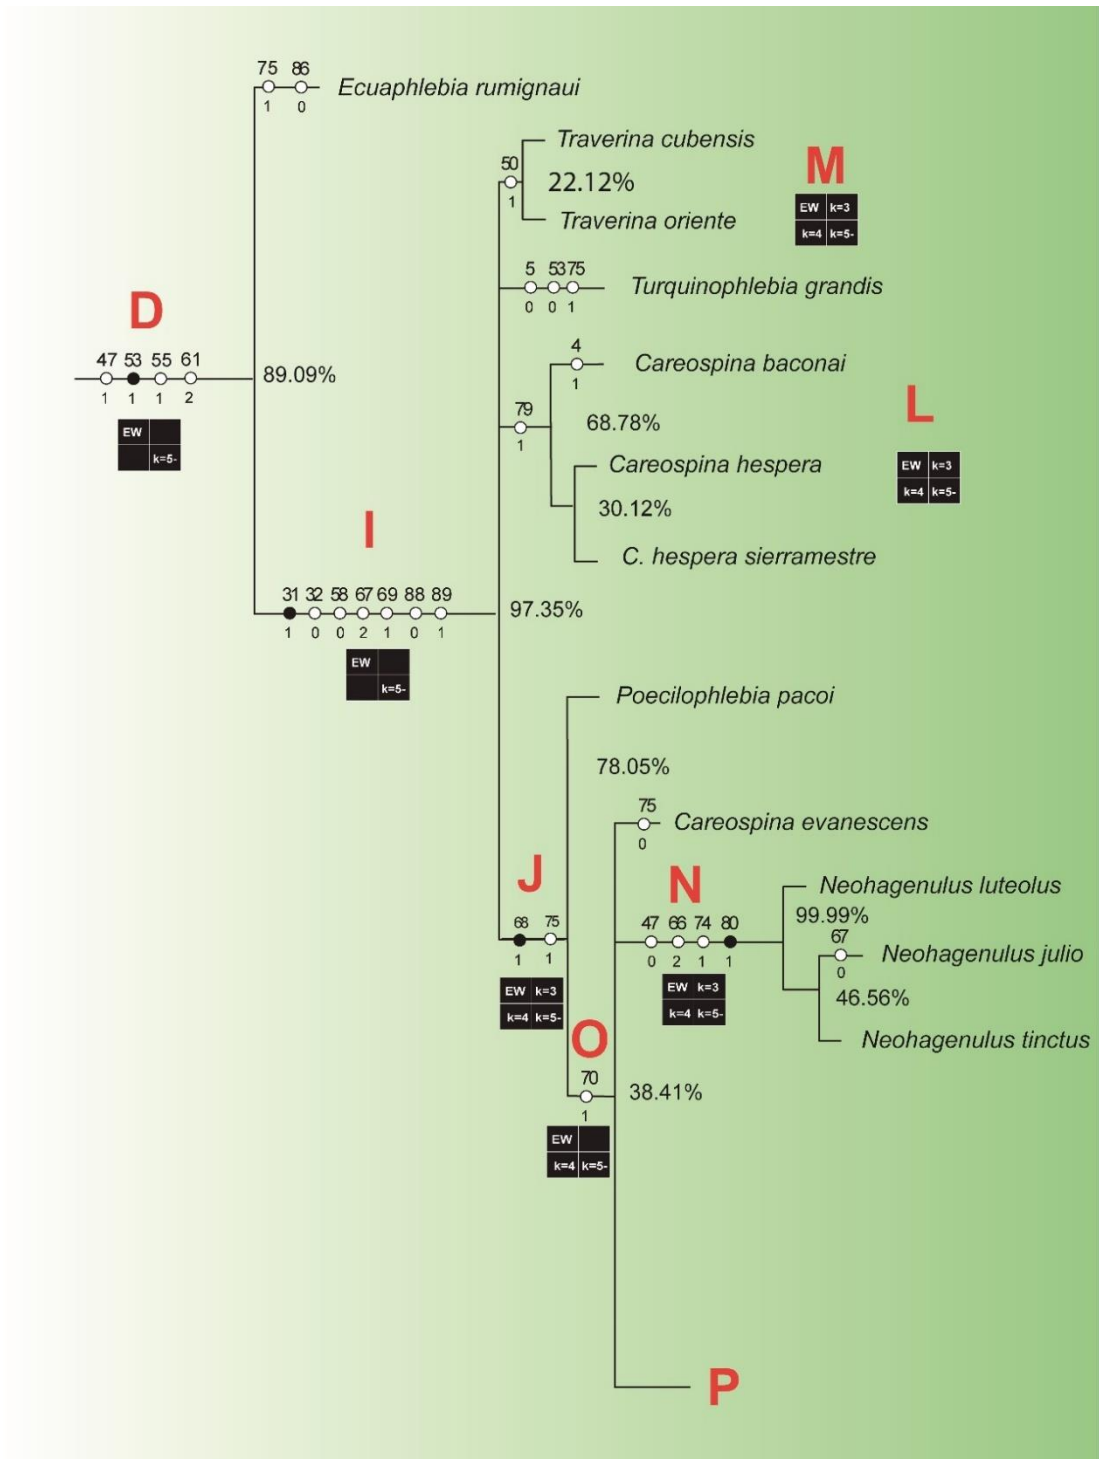 75 86
Ecuaphlebia rumignaui
1 0
Traverina cubensis
50
22.12%
1
Traverina oriente
M
EW k=3
k=4 k=5-
5 53 75
Turquinophlebia grandis
0 0 1
D
47 53 55 61
89.09%
1 1 1 2
EW
k=5-
4
Careospina baconai
1
79
68.78%
1
Careospina hespera
30.12%
C. hespera sierramestre
L
EW k=3
k=4 k=5-
I
31 32 58 67 69 88 89
97.35%
1 0 0 2 1 0 1
EW
k=5-
Poecilophlebia pacoi
78.05%
75
Careospina evanescens
0
J
68 75
1 1
EW k=3
k=4 k=5-
N
47 66 74 80
0 2 1 1
EW k=3
k=4 k=5-
Neohagenulus luteolus
99.99%
67
Neohagenulus julio
0
46.56%
Neohagenulus tinctus
O
70
38.41%
1
EW
k=4 k=5-
P